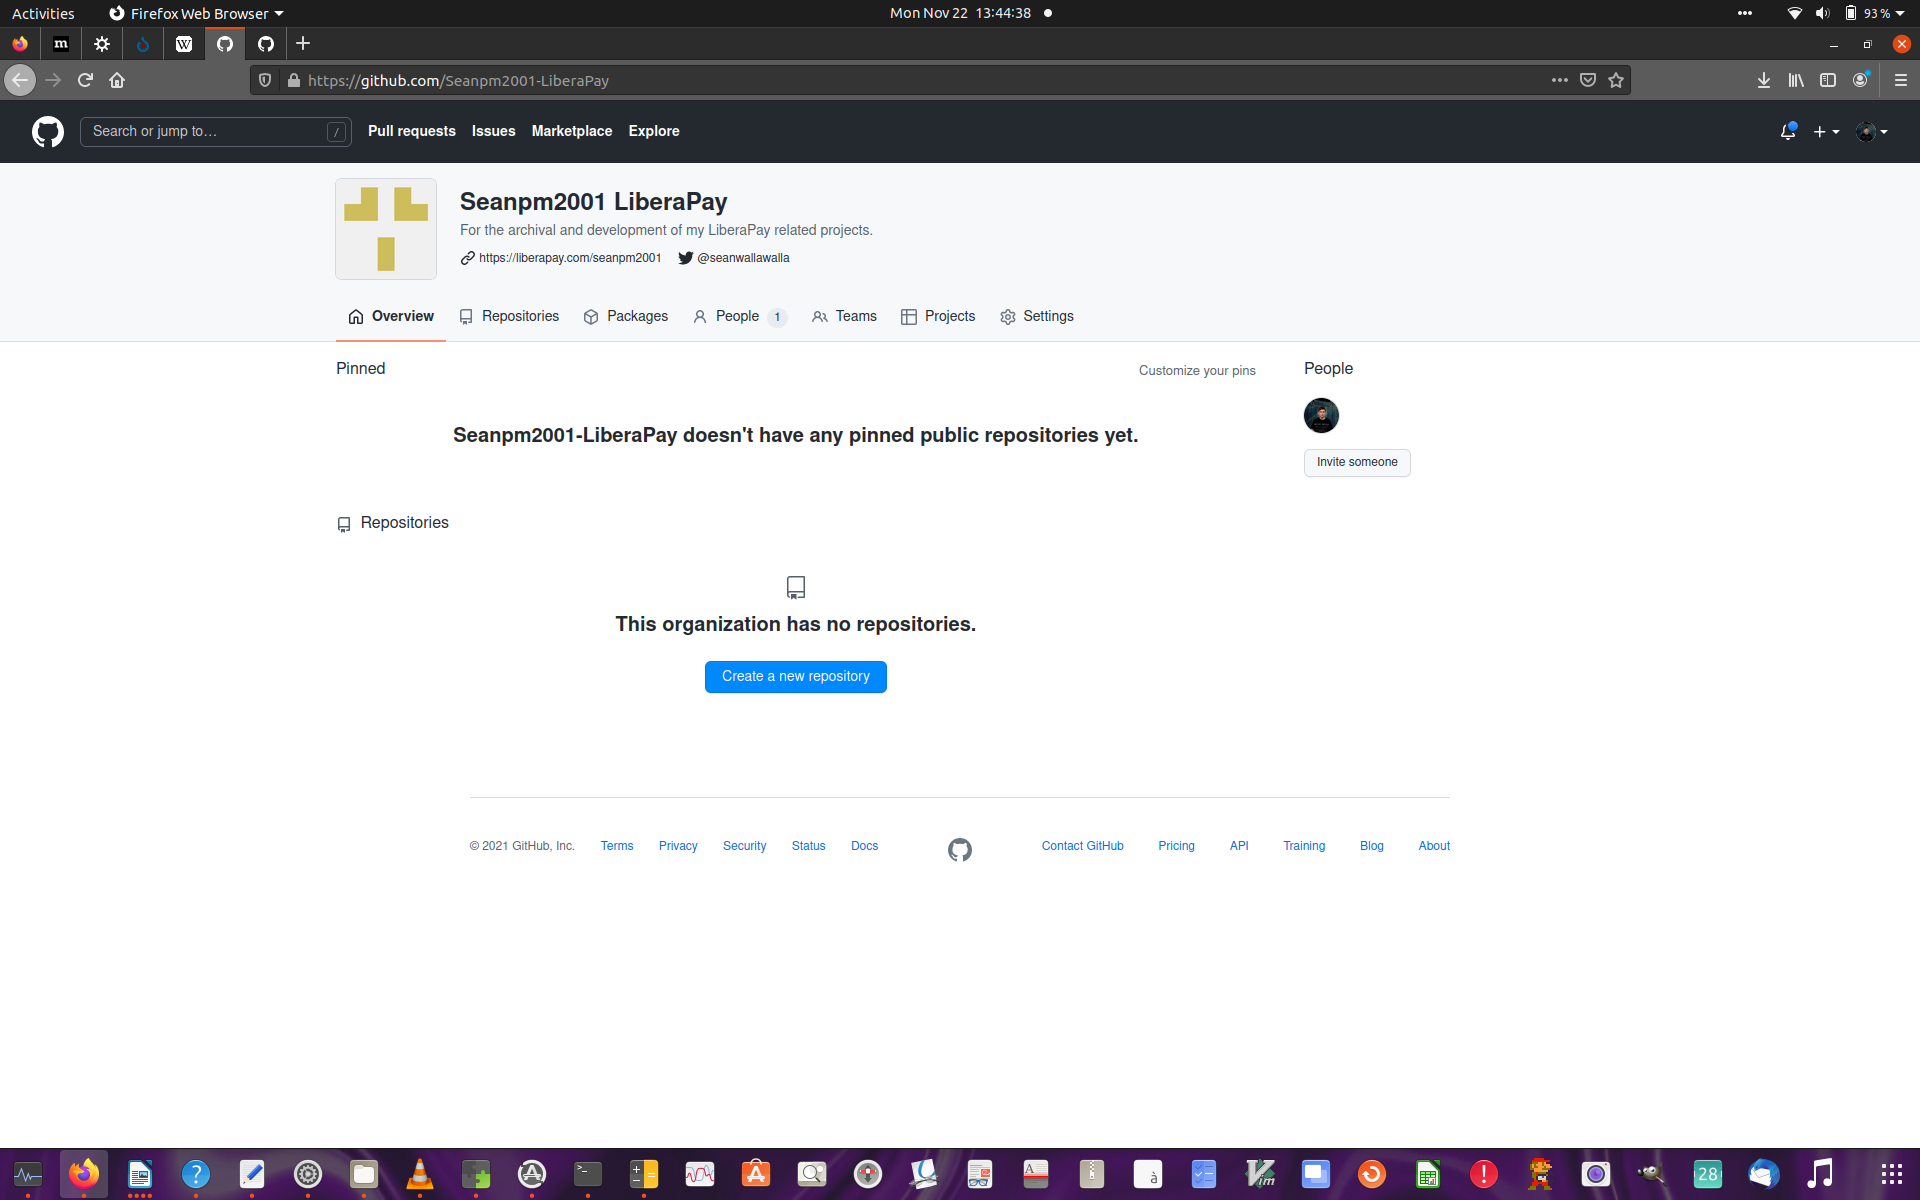 Activities Firefox Web Browser Mon Nov 22 13:44:38 93 %
m W
https://github.com/Seanpm2001-LiberaPay
Search or jump to… / Pull requests Issues Marketplace Explore
Seanpm2001 LiberaPay
For the archival and development of my LiberaPay related projects.
https://liberapay.com/seanpm2001 @seanwallawalla
Overview Repositories Packages People 1 Teams Projects Settings
Pinned Customize your pins People
Seanpm2001-LiberaPay doesn't have any pinned public repositories yet.
Invite someone
Repositories
This organization has no repositories.
Create a new repository
© 2021 GitHub, Inc. Terms Privacy Security Status Docs Contact GitHub Pricing API Training Blog About
? >_ A à Vim ! 28